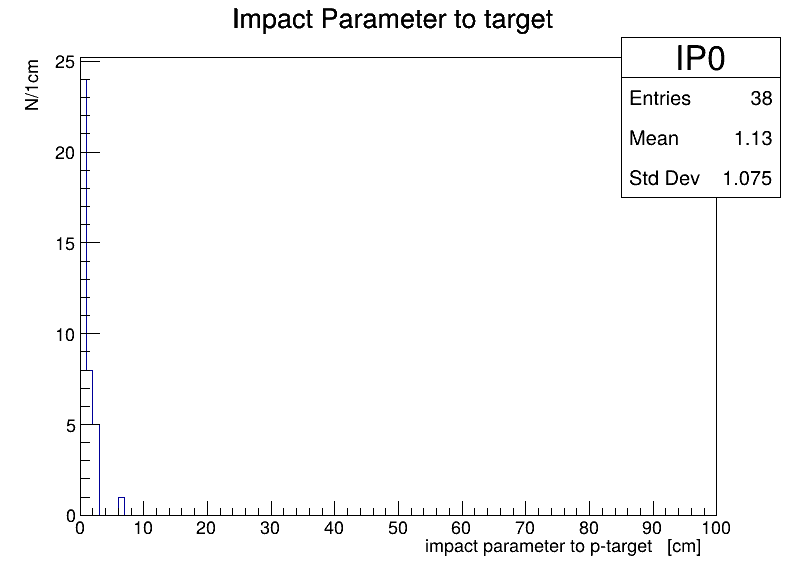 Impact Parameter to target
IP0
Entries 38
Mean 1.13
Std Dev 1.075
N/1cm
25
20
15
10
5
0
0 10 20 30 40 50 60 70 80 90 100
impact parameter to p-target [cm]